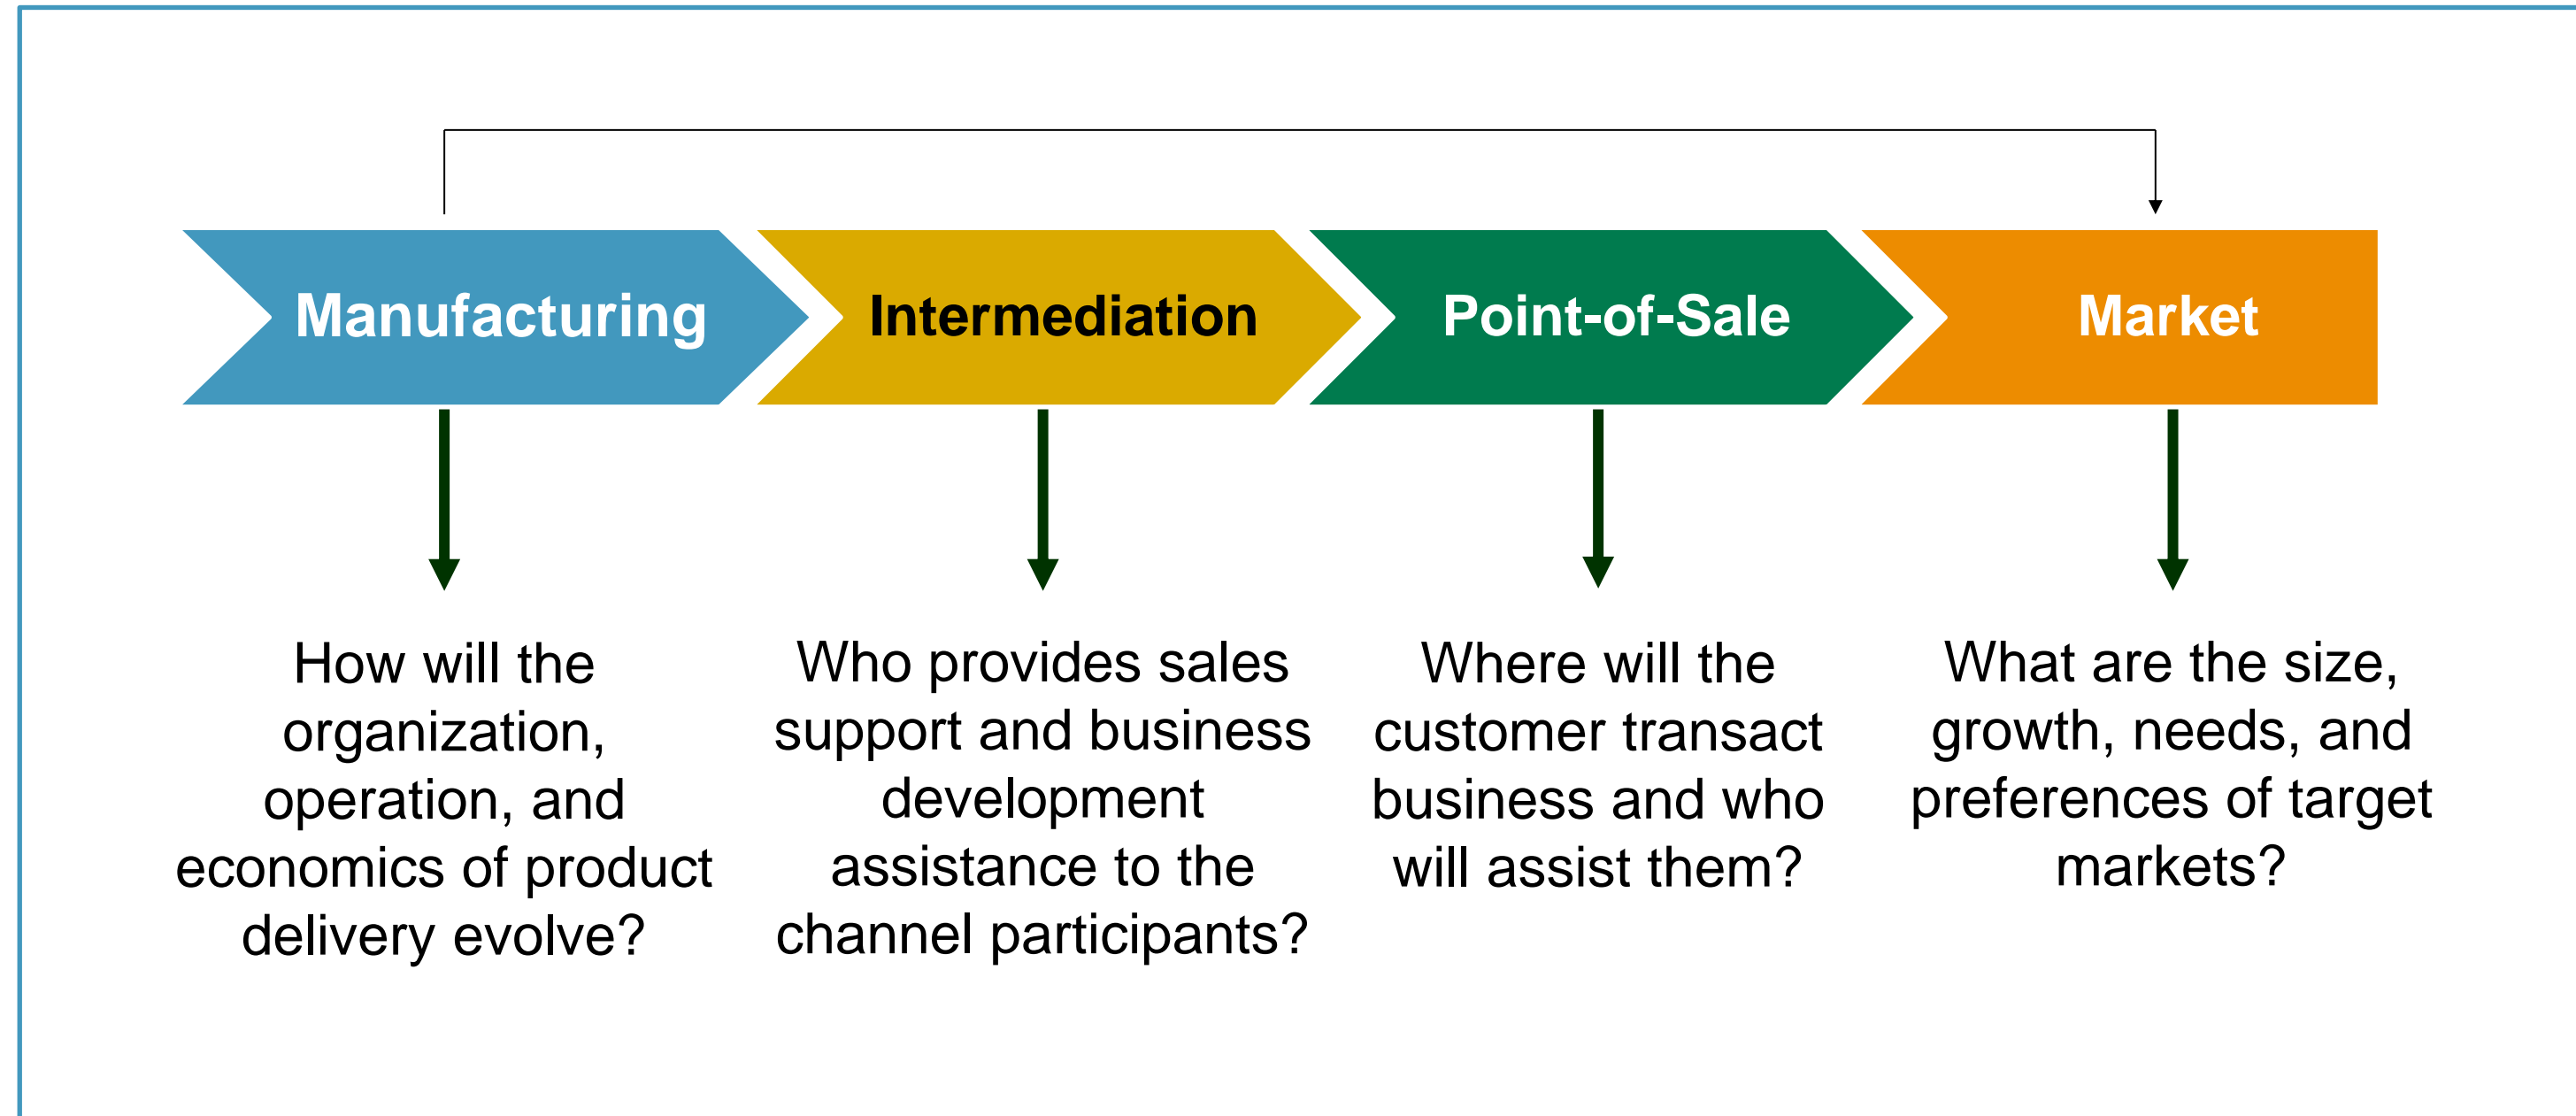 Manufacturing
Intermediation
Point-of-Sale
Market
How will the
organization,
operation, and
economics of product
delivery evolve?
Who provides sales
support and business
development
assistance to the
channel participants?
Where will the
customer transact
business and who
will assist them?
What are the size,
growth, needs, and
preferences of target
markets?